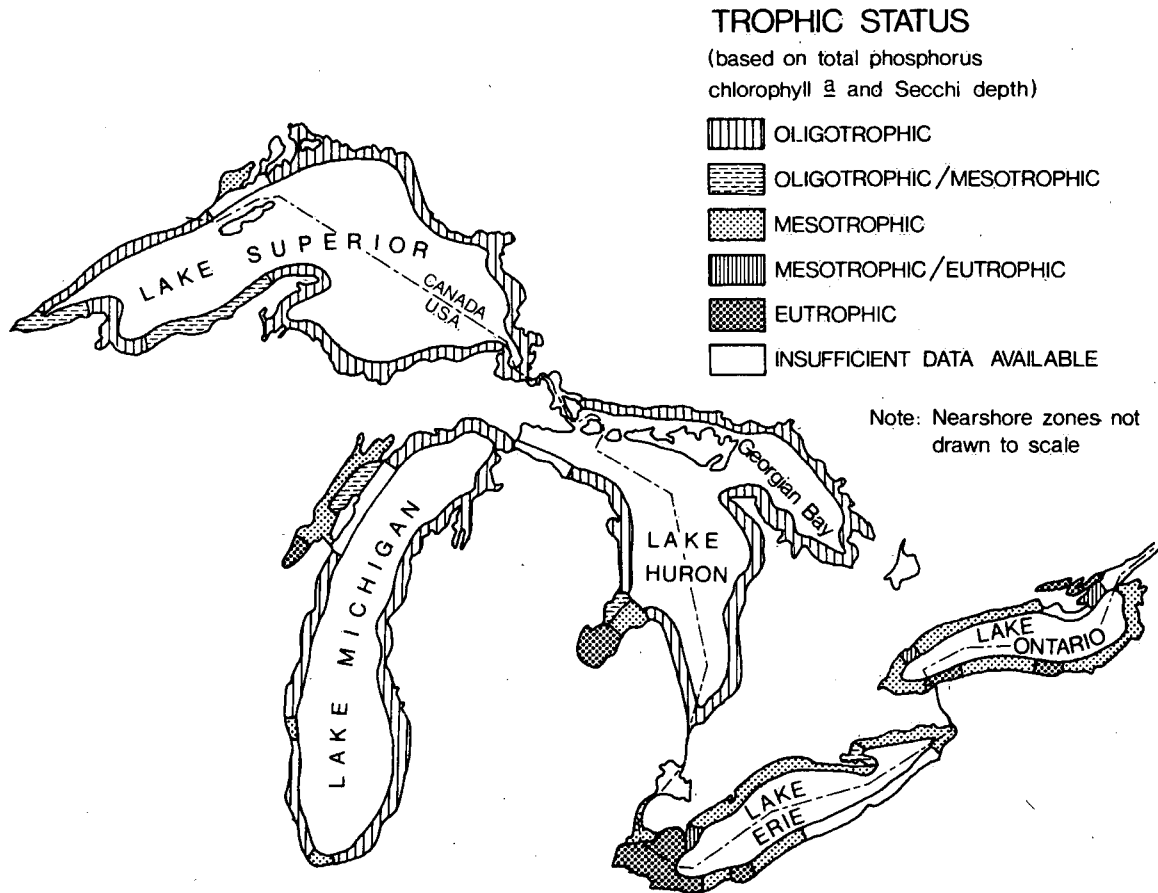 TROPHIC STATUS
(based on total phosphorus
chlorophyll a and Secchi depth)
OLIGOTROPHIC
OLIGOTROPHIC/MESOTROPHIC
MESOTROPHIC
MESOTROPHIC/EUTROPHIC
EUTROPHIC
INSUFFICIENT DATA AVAILABLE
Note: Nearshore zones not
drawn to scale
LAKE SUPERIOR
CANADA
U.S.A.
Georgian Bay
LAKE MICHIGAN
LAKE
HURON
LAKE
ONTARIO
LAKE
ERIE